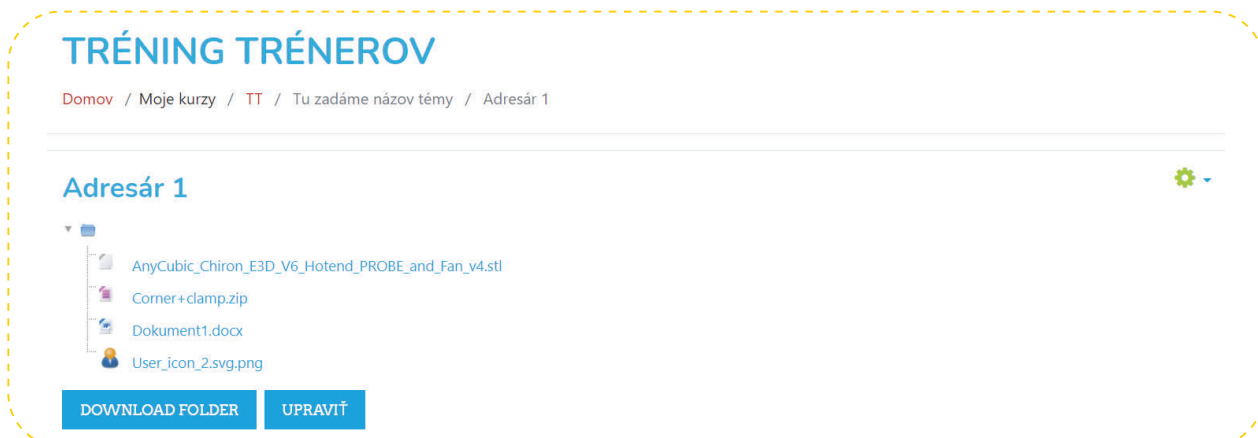 TRÉNING TRÉNEROV
Domov / Moje kurzy / TT / Tu zadáme názov témy / Adresár 1
Adresár 1
AnyCubic_Chiron_E3D_V6_Hotend_PROBE_and_Fan_v4.stl
Corner+clamp.zip
Dokument1.docx
User_icon_2.svg.png
DOWNLOAD FOLDER UPRAVIŤ